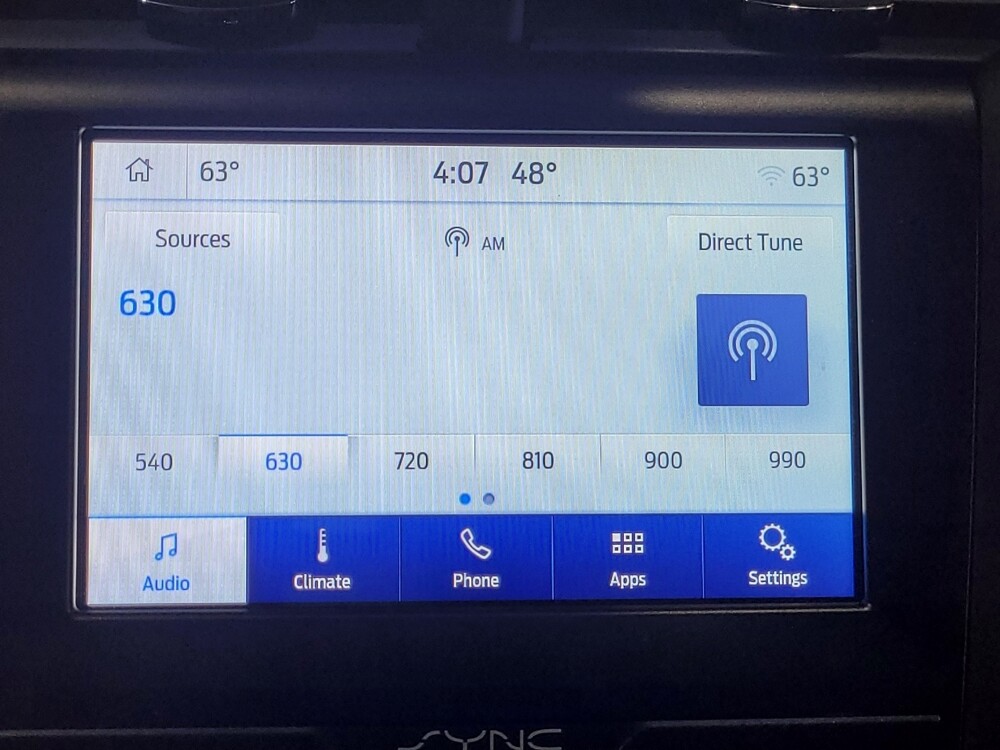 63° 4:07 48° 63°
Sources AM Direct Tune
630
540 630 720 810 900 990
Audio Climate Phone Apps Settings
SYNC